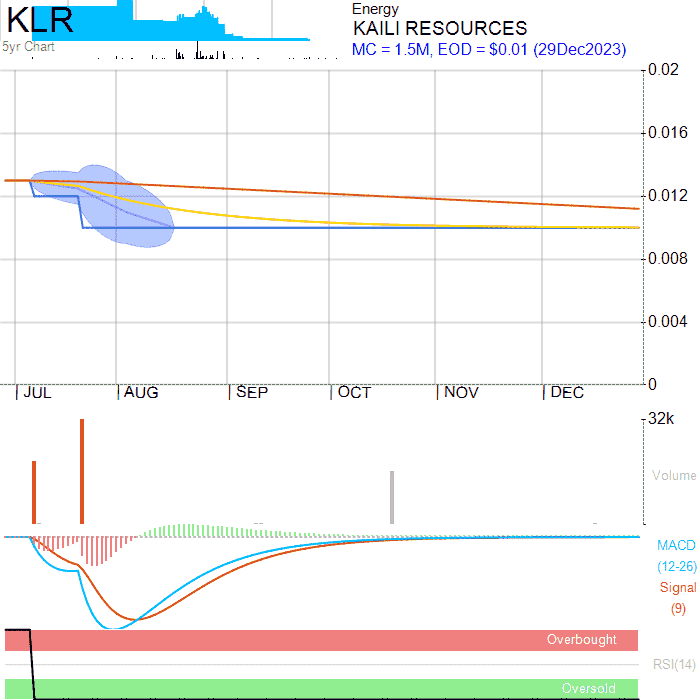 KLR
5yr Chart
Energy
KAILI RESOURCES
MC = 1.5M, EOD = $0.01 (29Dec2023)
0.02
0.016
0.012
0.008
0.004
0
JUL AUG SEP OCT NOV DEC
32k
Volume
MACD
(12-26)
Signal
(9)
Overbought
RSI(14)
Oversold